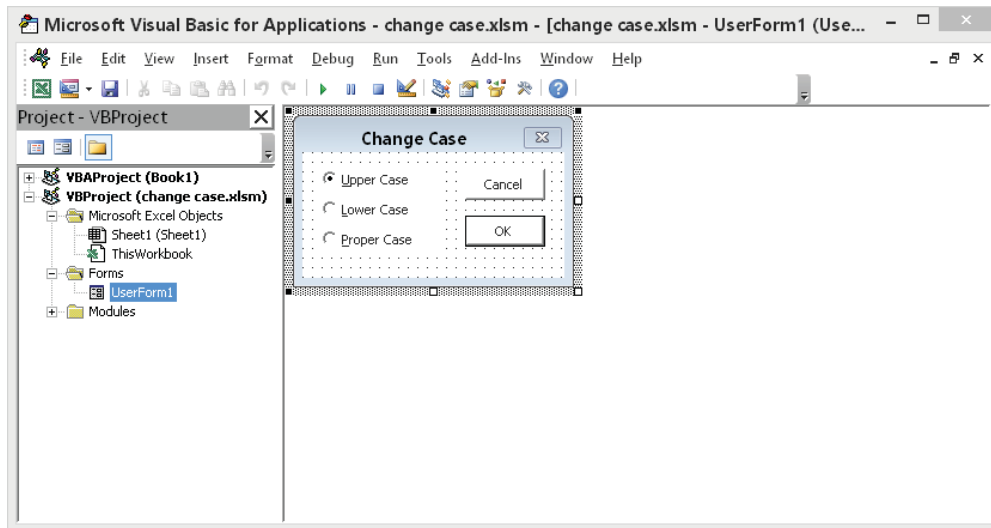 Microsoft Visual Basic for Applications - change case.xlsm - [change case.xlsm - UserForm1 (Use...
File Edit View Insert Format Debug Run Tools Add-Ins Window Help
Project - VBProject
VBAProject (Book1)
VBProject (change case.xlsm)
Microsoft Excel Objects
Sheet1 (Sheet1)
ThisWorkbook
Forms
UserForm1
Modules
Change Case
Upper Case
Lower Case
Proper Case
Cancel
OK